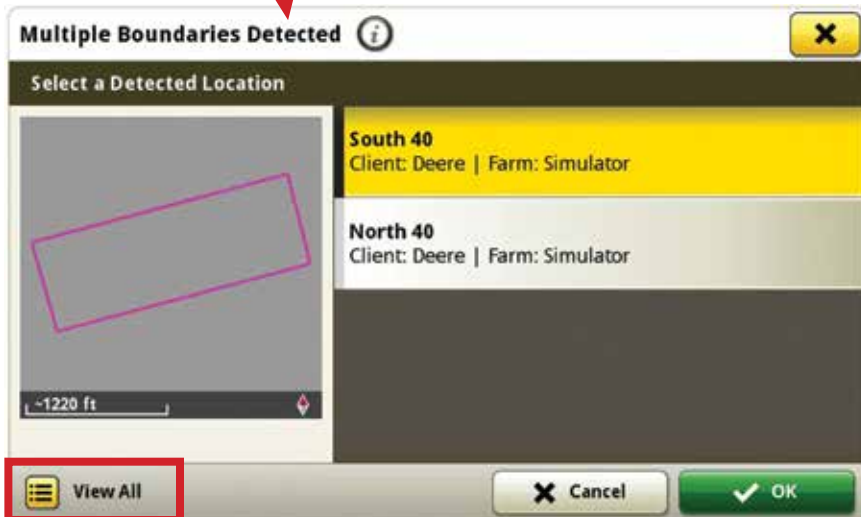 Multiple Boundaries Detected i
Select a Detected Location
South 40
Client: Deere | Farm: Simulator
North 40
Client: Deere | Farm: Simulator
~1220 ft
View All
Cancel
OK